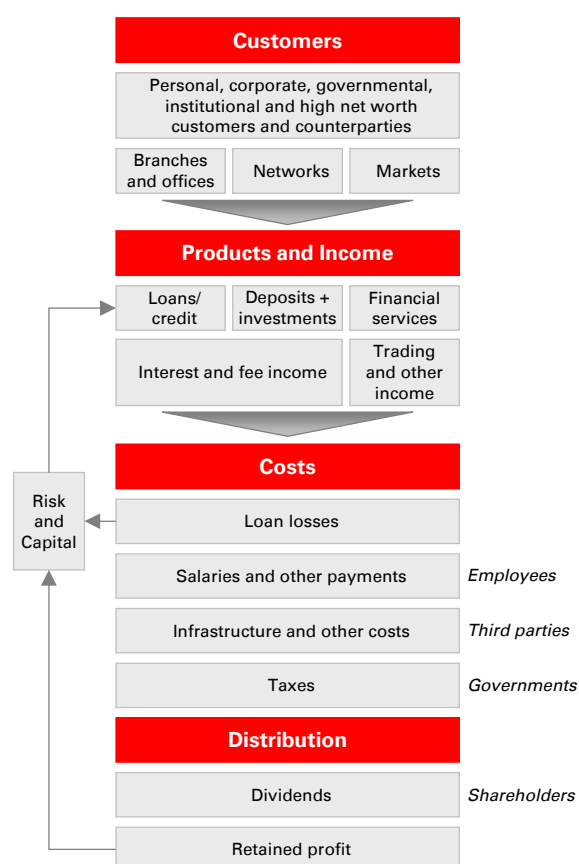 Customers
Personal, corporate, governmental,
institutional and high net worth
customers and counterparties
Branches
and offices
Networks
Markets
Products and Income
Loans/
credit
Deposits +
investments
Financial
services
Interest and fee income
Trading
and other
income
Costs
Risk
and
Capital
Loan losses
Salaries and other payments
Employees
Infrastructure and other costs
Third parties
Taxes
Governments
Distribution
Dividends
Shareholders
Retained profit